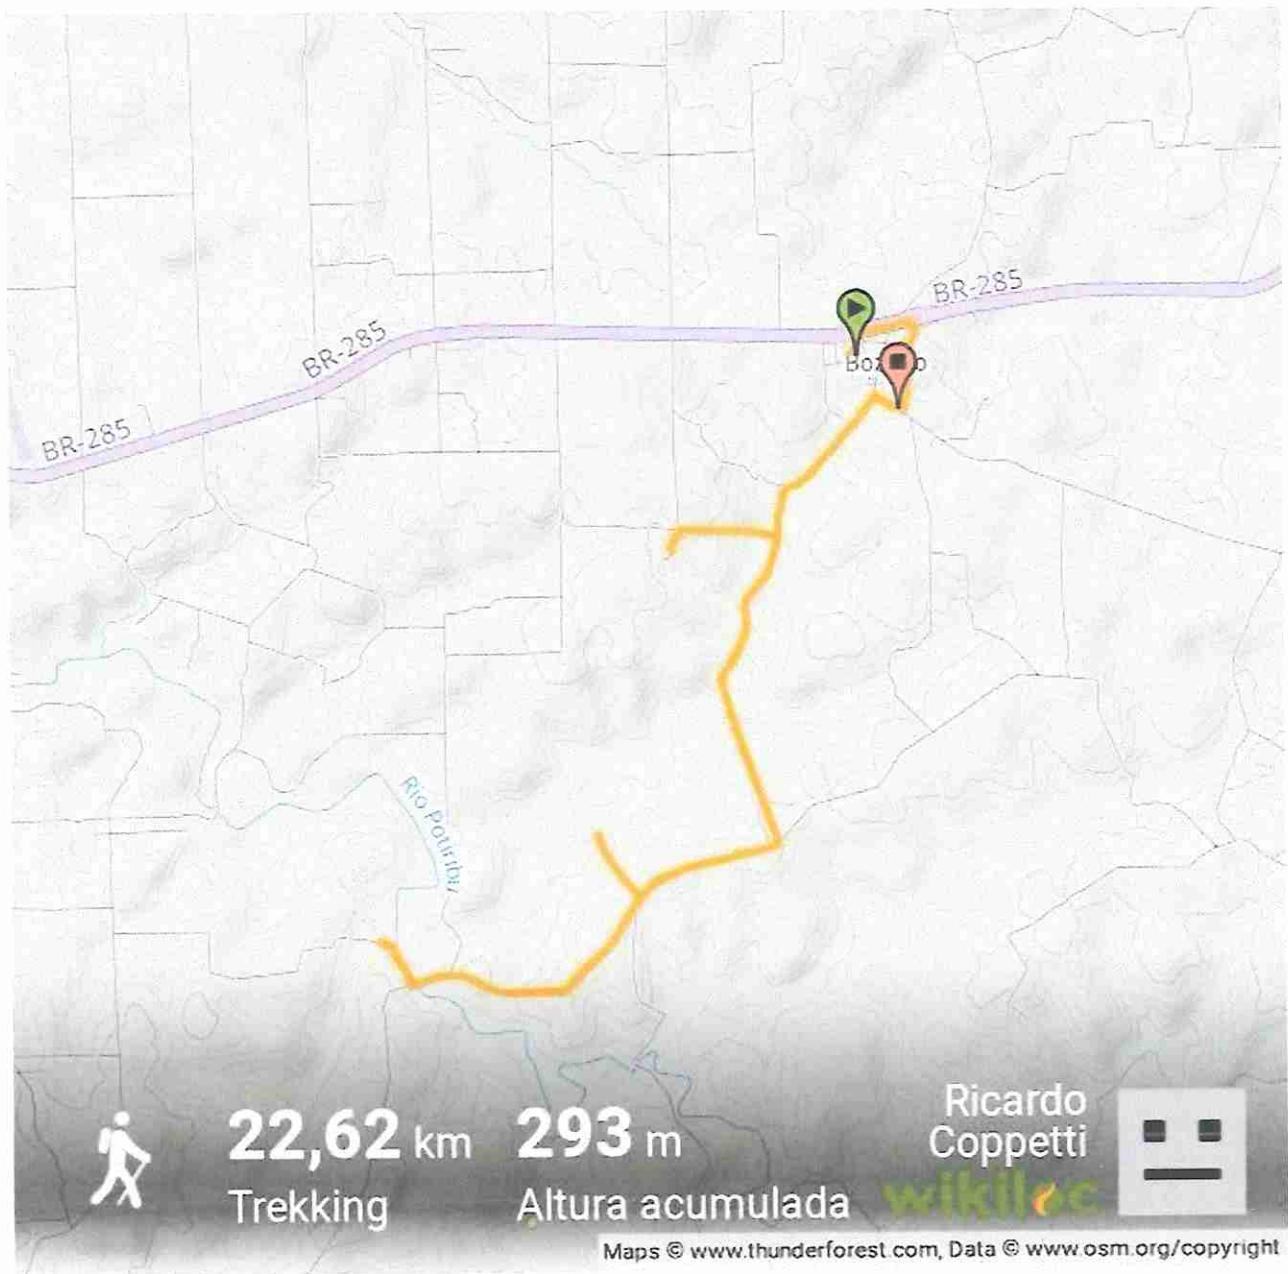 BR-285
BR-285
BR-285
Rio Potiribu
22,62 km
Trekking
293 m
Altura acumulada
Ricardo
Coppetti
wikiloc
Maps © www.thunderforest.com, Data © www.osm.org/copyright